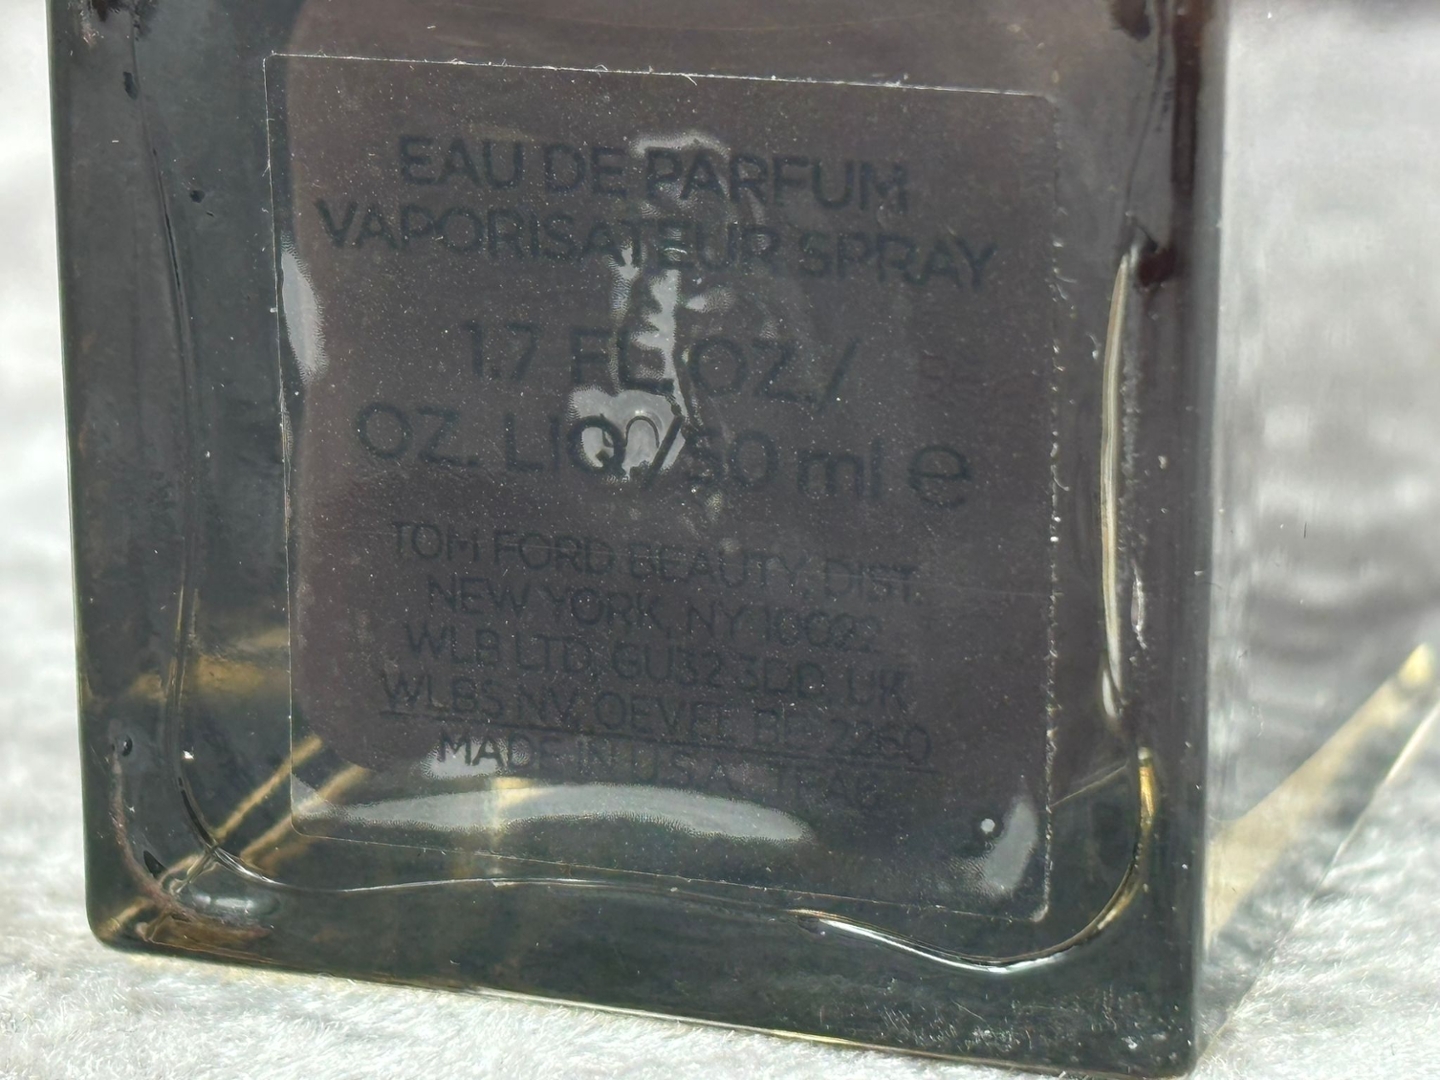 EAU DE PARFUM
VAPORISATEUR SPRAY
1.7 FL.OZ./
OZ. LIQ./50 ml e
TOM FORD BEAUTY, DIST.
NEW YORK, NY 10022
WLB LTD, GU32 3DD, UK
WLBS NV, OEVEL BE-2260
MADE IN U.S.A.